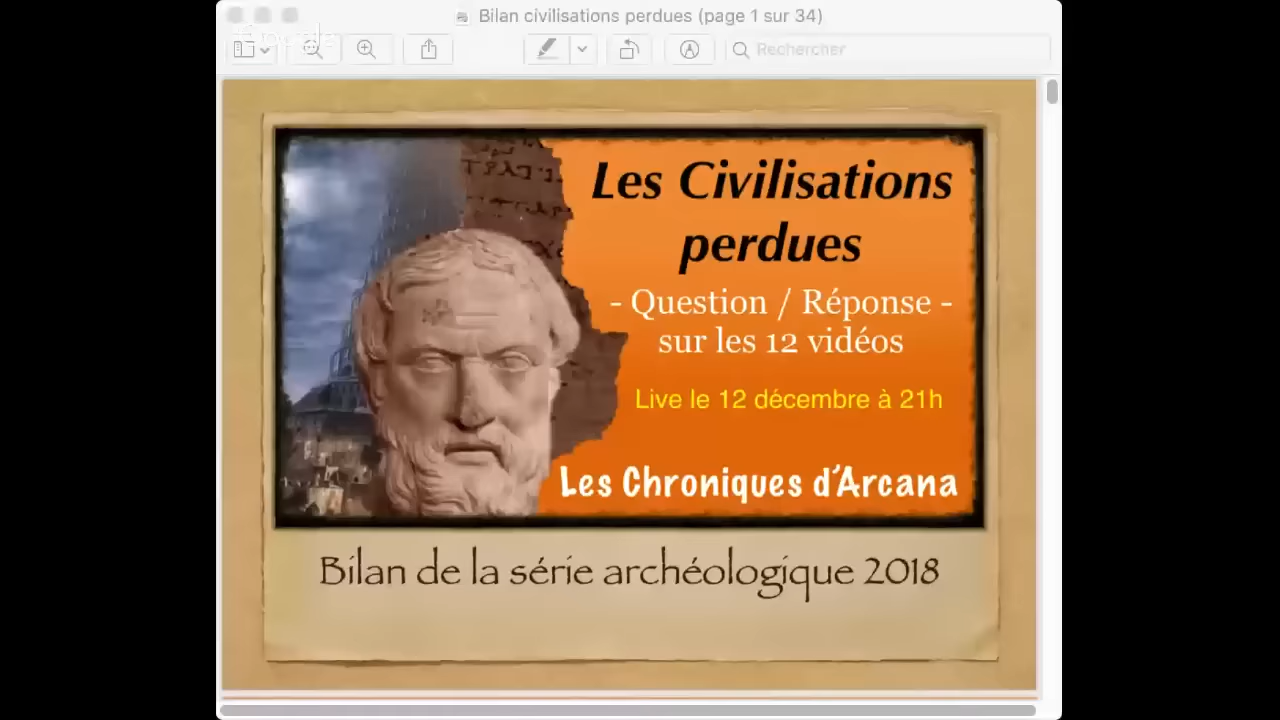 Bilan civilisations perdues (page 1 sur 34)
Rechercher
Les Civilisations
perdues
- Question / Réponse -
sur les 12 vidéos
Live le 12 décembre à 21h
Les Chroniques d’Arcana
Bilan de la série archéologique 2018